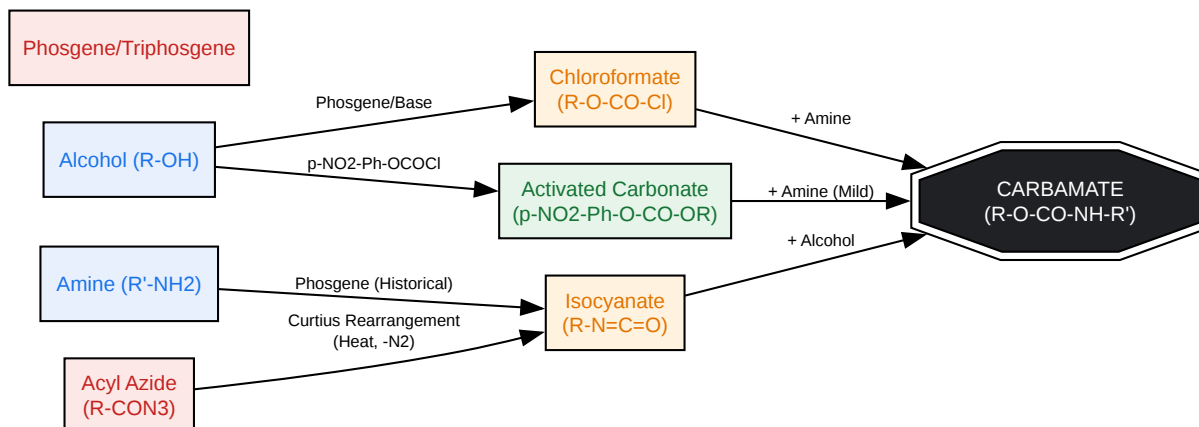 Phosgene/Triphosgene
Alcohol (R-OH)
Phosgene/Base
p-NO2-Ph-OCOCl
Chloroformate
(R-O-CO-Cl)
+ Amine
Activated Carbonate
(p-NO2-Ph-O-CO-OR)
+ Amine (Mild)
CARBAMATE
(R-O-CO-NH-R')
+ Alcohol
Amine (R'-NH2)
Phosgene (Historical)
Isocyanate
(R-N=C=O)
Curtius Rearrangement
(Heat, -N2)
Acyl Azide
(R-CON3)